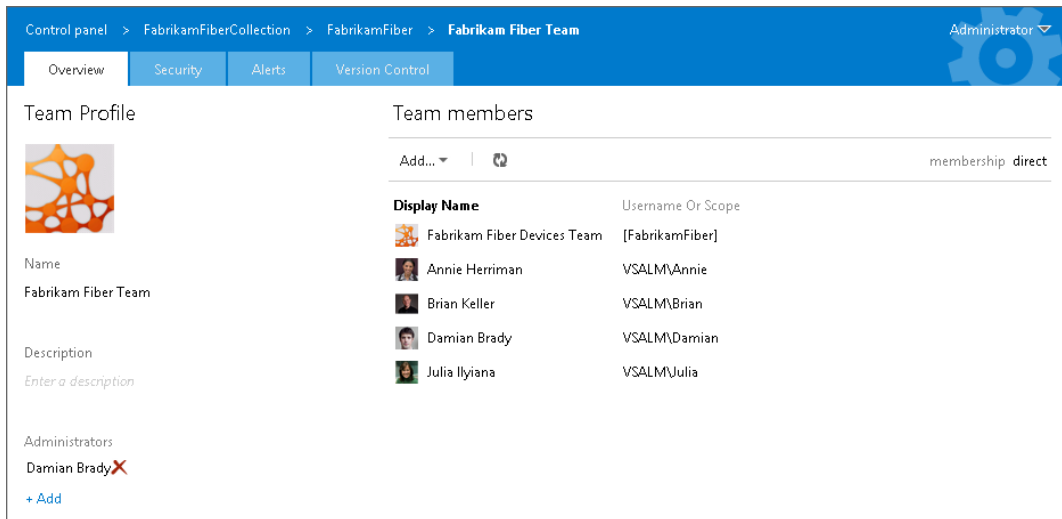 Control panel > FabrikamFiberCollection > FabrikamFiber > Fabrikam Fiber Team
Administrator
Overview Security Alerts Version Control
Team Profile
Name
Fabrikam Fiber Team
Description
Enter a description
Administrators
Damian Brady
+ Add
Team members
Add...
membership direct
Display Name Username Or Scope
Fabrikam Fiber Devices Team [FabrikamFiber]
Annie Herriman VSALM\Annie
Brian Keller VSALM\Brian
Damian Brady VSALM\Damian
Julia Ilyiana VSALM\Julia